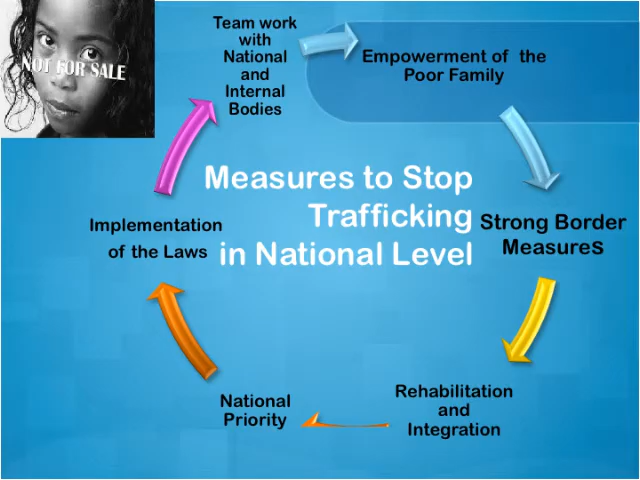 NOT FOR SALE
Team work
with
National
and
Internal
Bodies
Empowerment of the
Poor Family
Measures to Stop
Trafficking
in National Level
Strong Border
Measures
Implementation
of the Laws
Rehabilitation
and
Integration
National
Priority